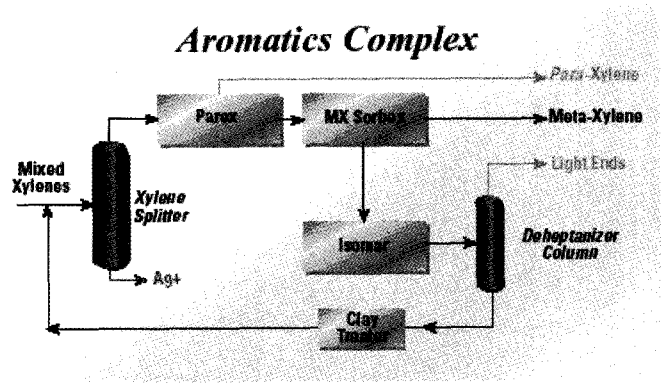 Aromatics Complex
Para-Xylene
Parex
MX Sorbex
Meta-Xylene
Mixed
Xylenes
Xylene
Splitter
Light Ends
Isomar
Deheptanizer
Column
Ag+
Clay
Treater